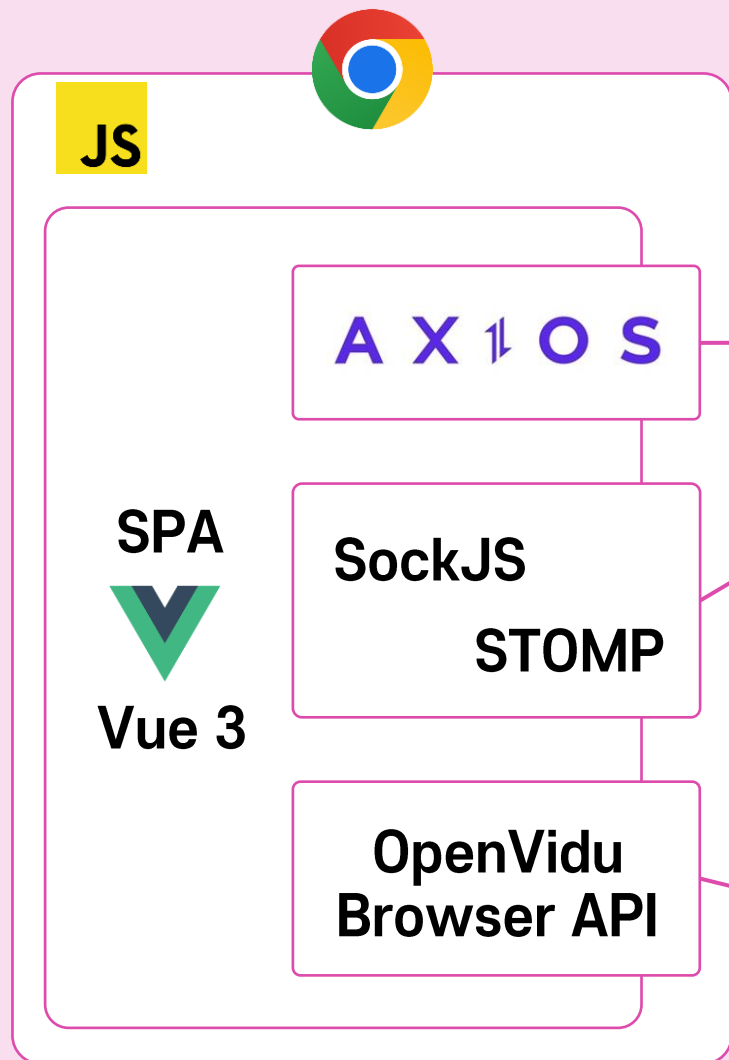 JS
AXIOS
SPA
Vue 3
SockJS
STOMP
OpenVidu
Browser API